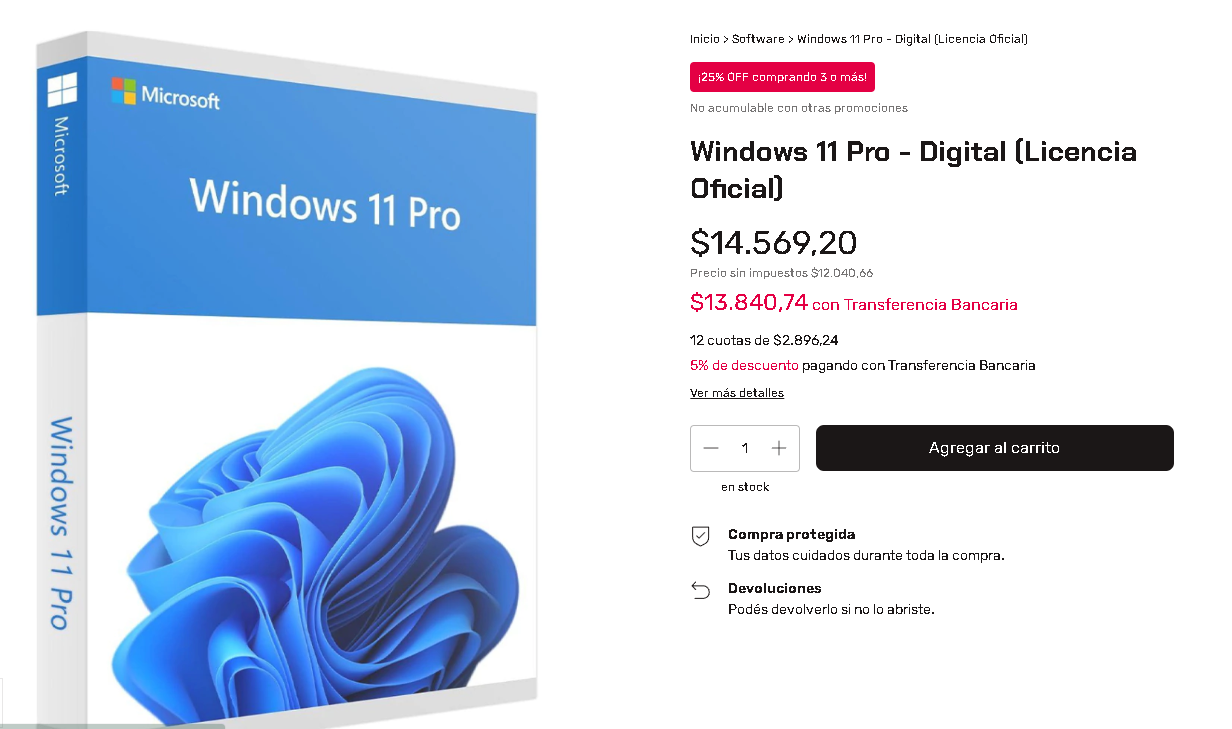 Microsoft
Microsoft
Windows 11 Pro
Windows 11 Pro
Inicio > Software > Windows 11 Pro - Digital (Licencia Oficial)
¡25% OFF comprando 3 o más!
No acumulable con otras promociones
Windows 11 Pro - Digital (Licencia
Oficial)
$14.569,20
Precio sin impuestos $12.040,66
$13.840,74 con Transferencia Bancaria
12 cuotas de $2.896,24
5% de descuento pagando con Transferencia Bancaria
Ver más detalles
1
Agregar al carrito
en stock
Compra protegida
Tus datos cuidados durante toda la compra.
Devoluciones
Podés devolverlo si no lo abriste.